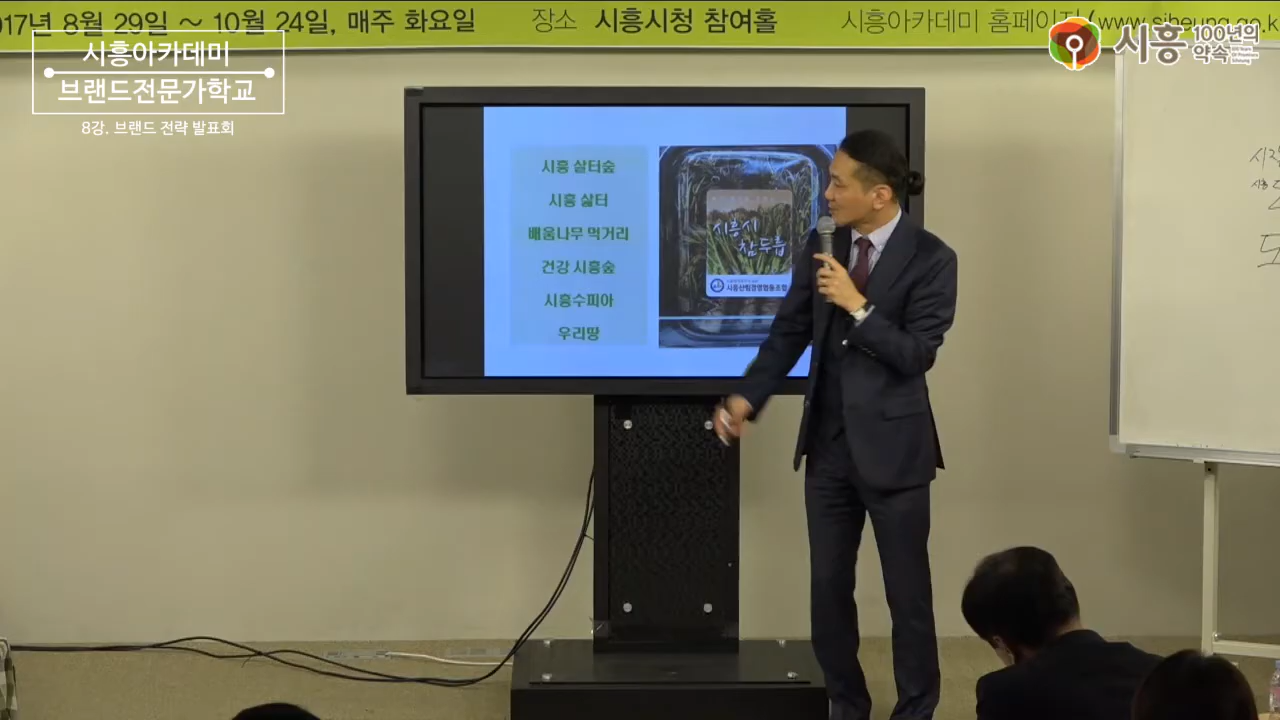 017년 8월 29일 ~ 10월 24일, 매주 화요일 장소 시흥시청 참여홀 시흥아카데미 홈페이지(www.siheung.go.k
시흥아카데미
브랜드전문가학교
8강. 브랜드 전략 발표회
시흥 100년의 약속
시흥 살터숲
시흥 삶터
배움나무 먹거리
건강 시흥숲
시흥수피아
우리땅
시흥시
참두릅
시흥산림경영협동조합